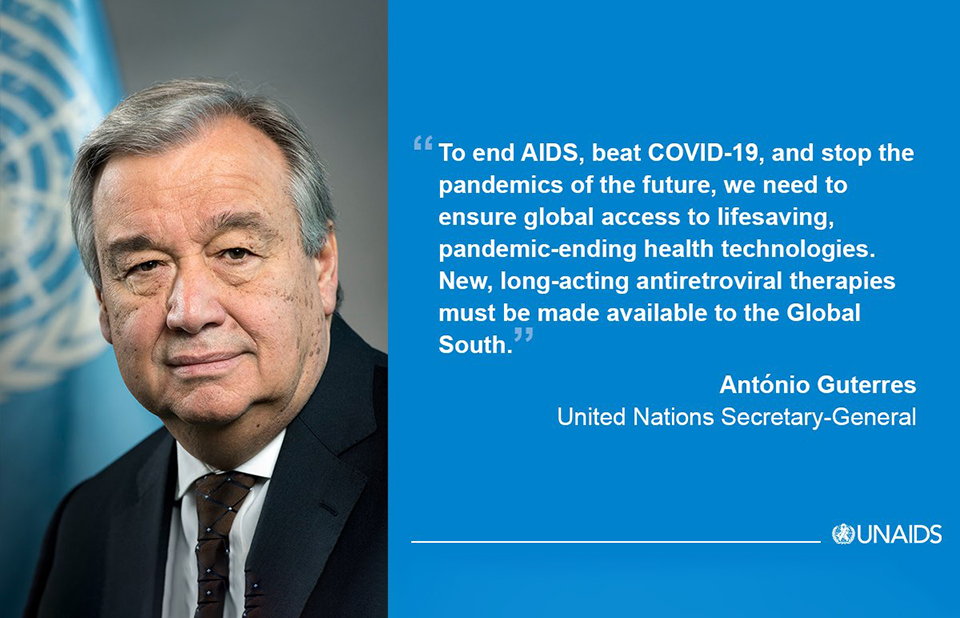 “To end AIDS, beat COVID-19, and stop the
pandemics of the future, we need to
ensure global access to lifesaving,
pandemic-ending health technologies.
New, long-acting antiretroviral therapies
must be made available to the Global
South.”
António Guterres
United Nations Secretary-General
UNAIDS